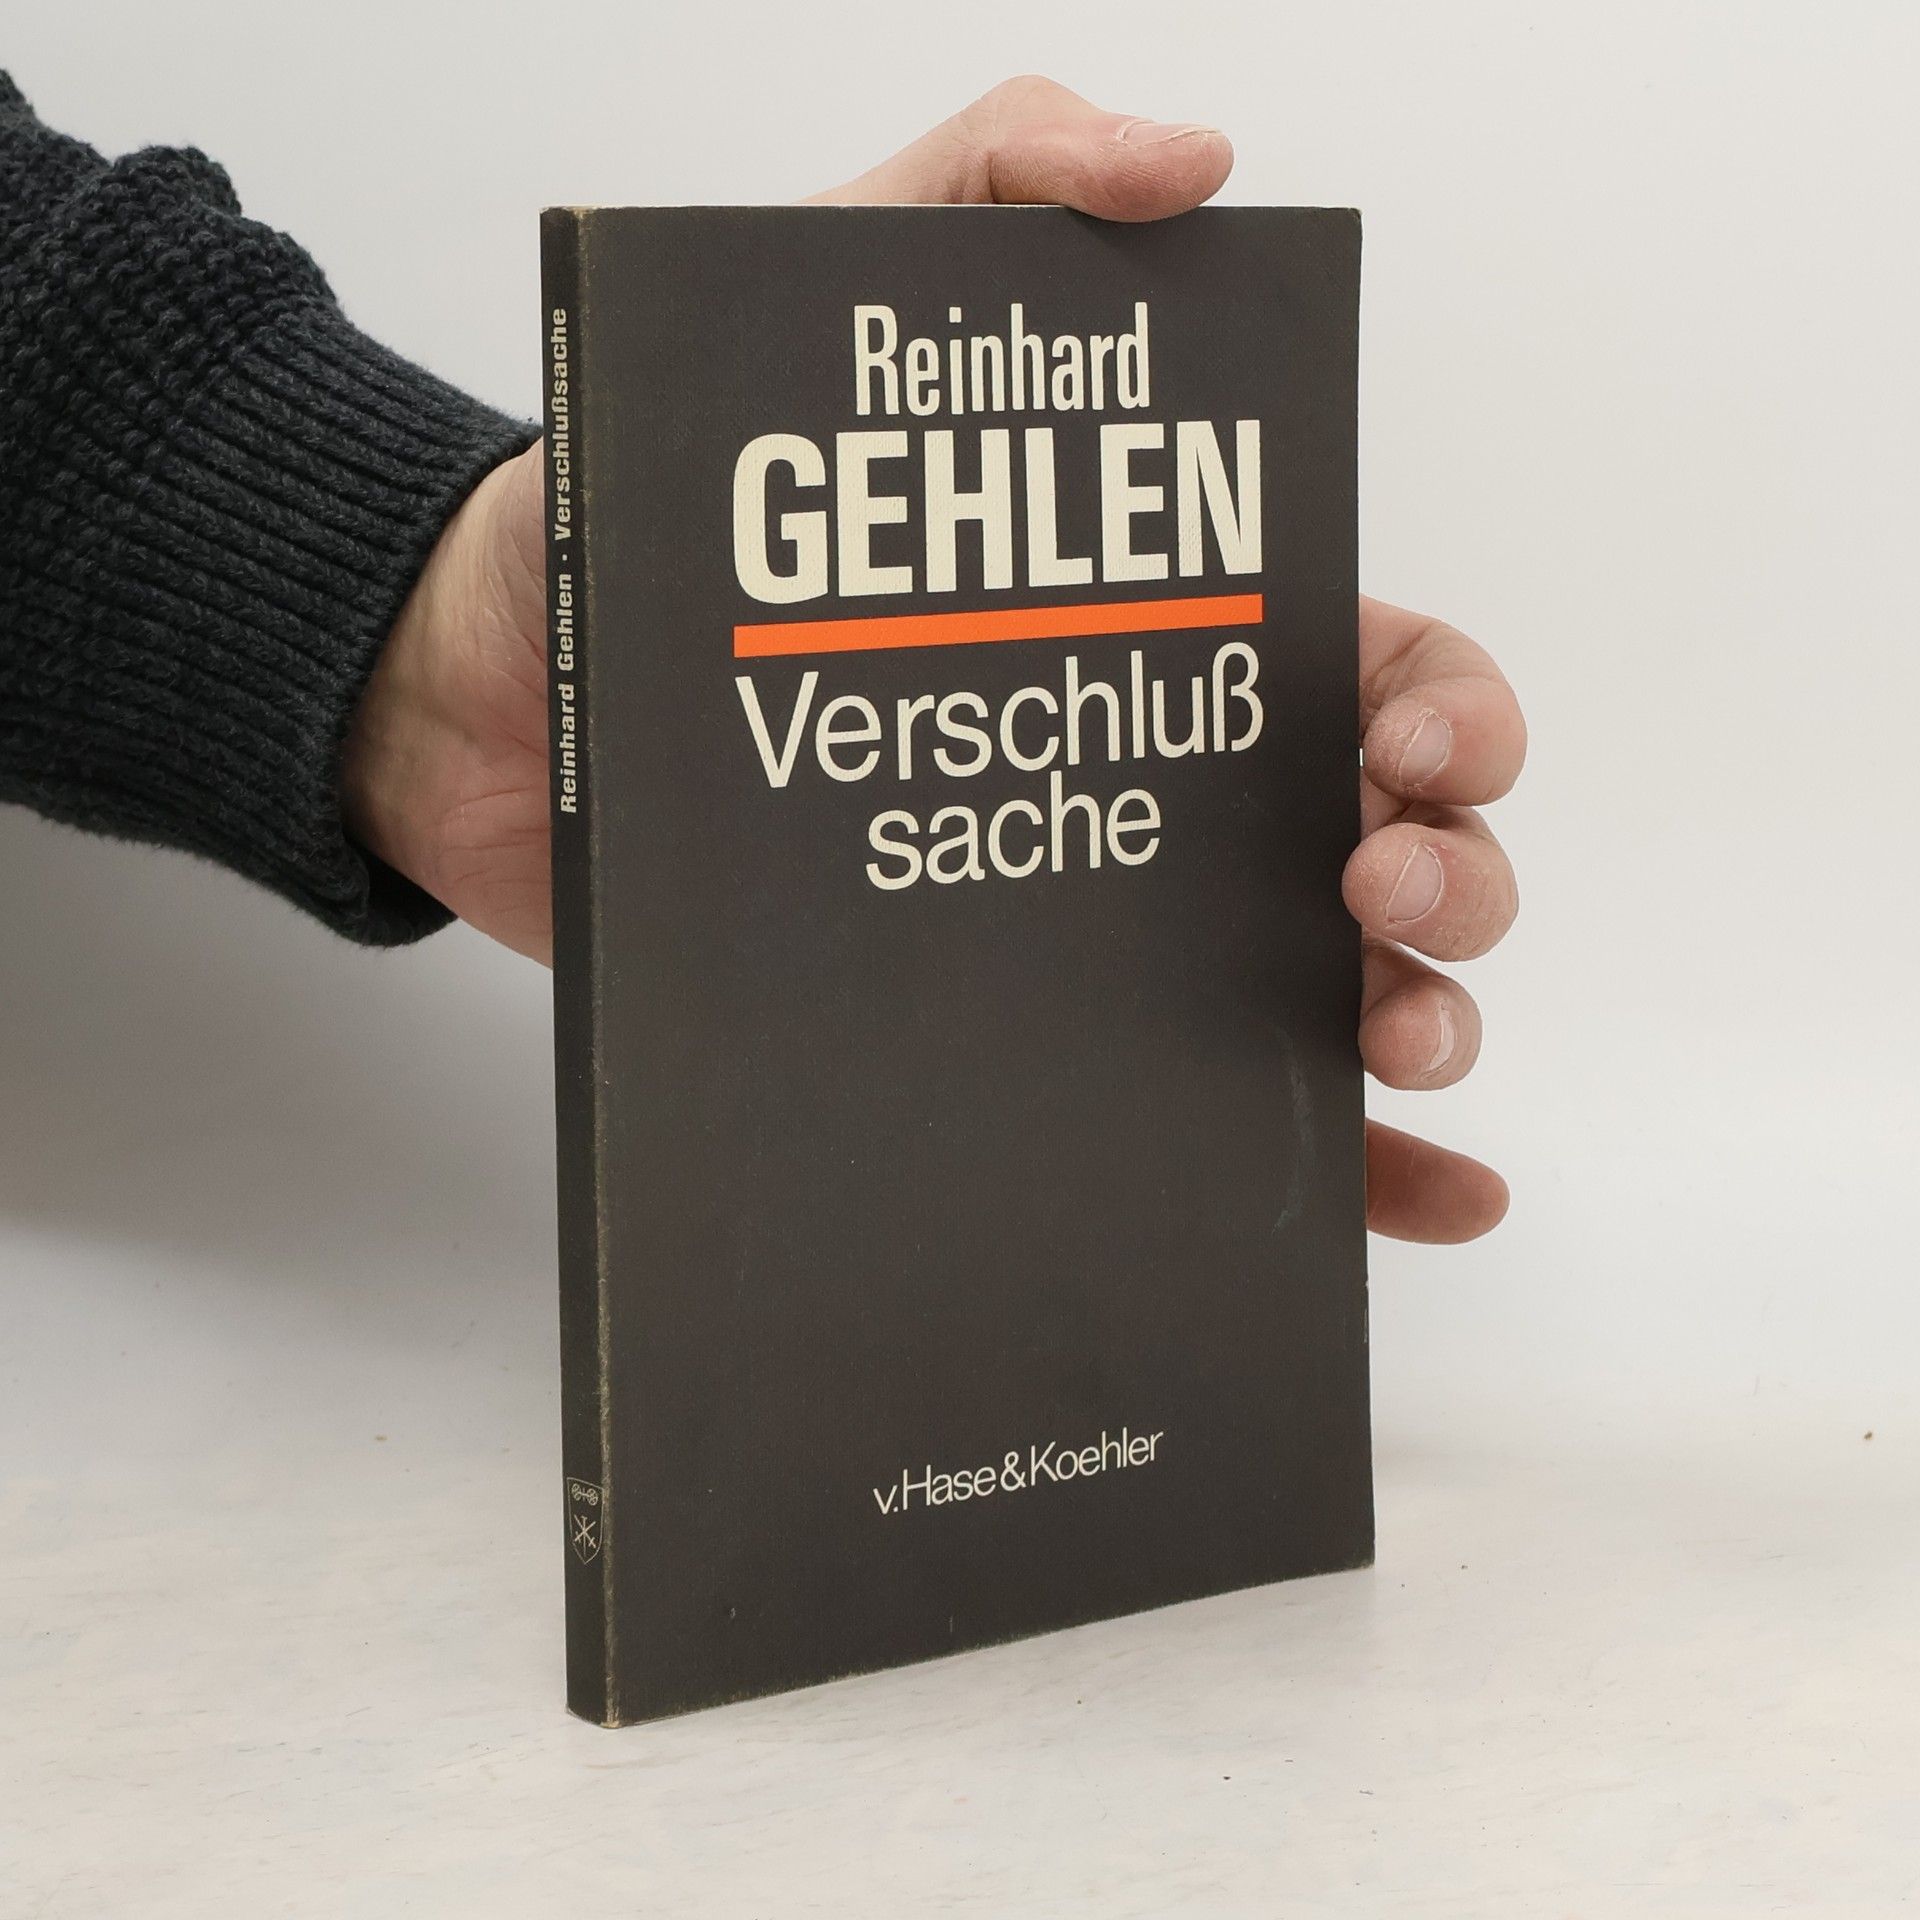 Reinhard
GEHLEN
Verschluß
sache
v.Hase&Koehler
Reinhard Gehlen · Verschlußsache